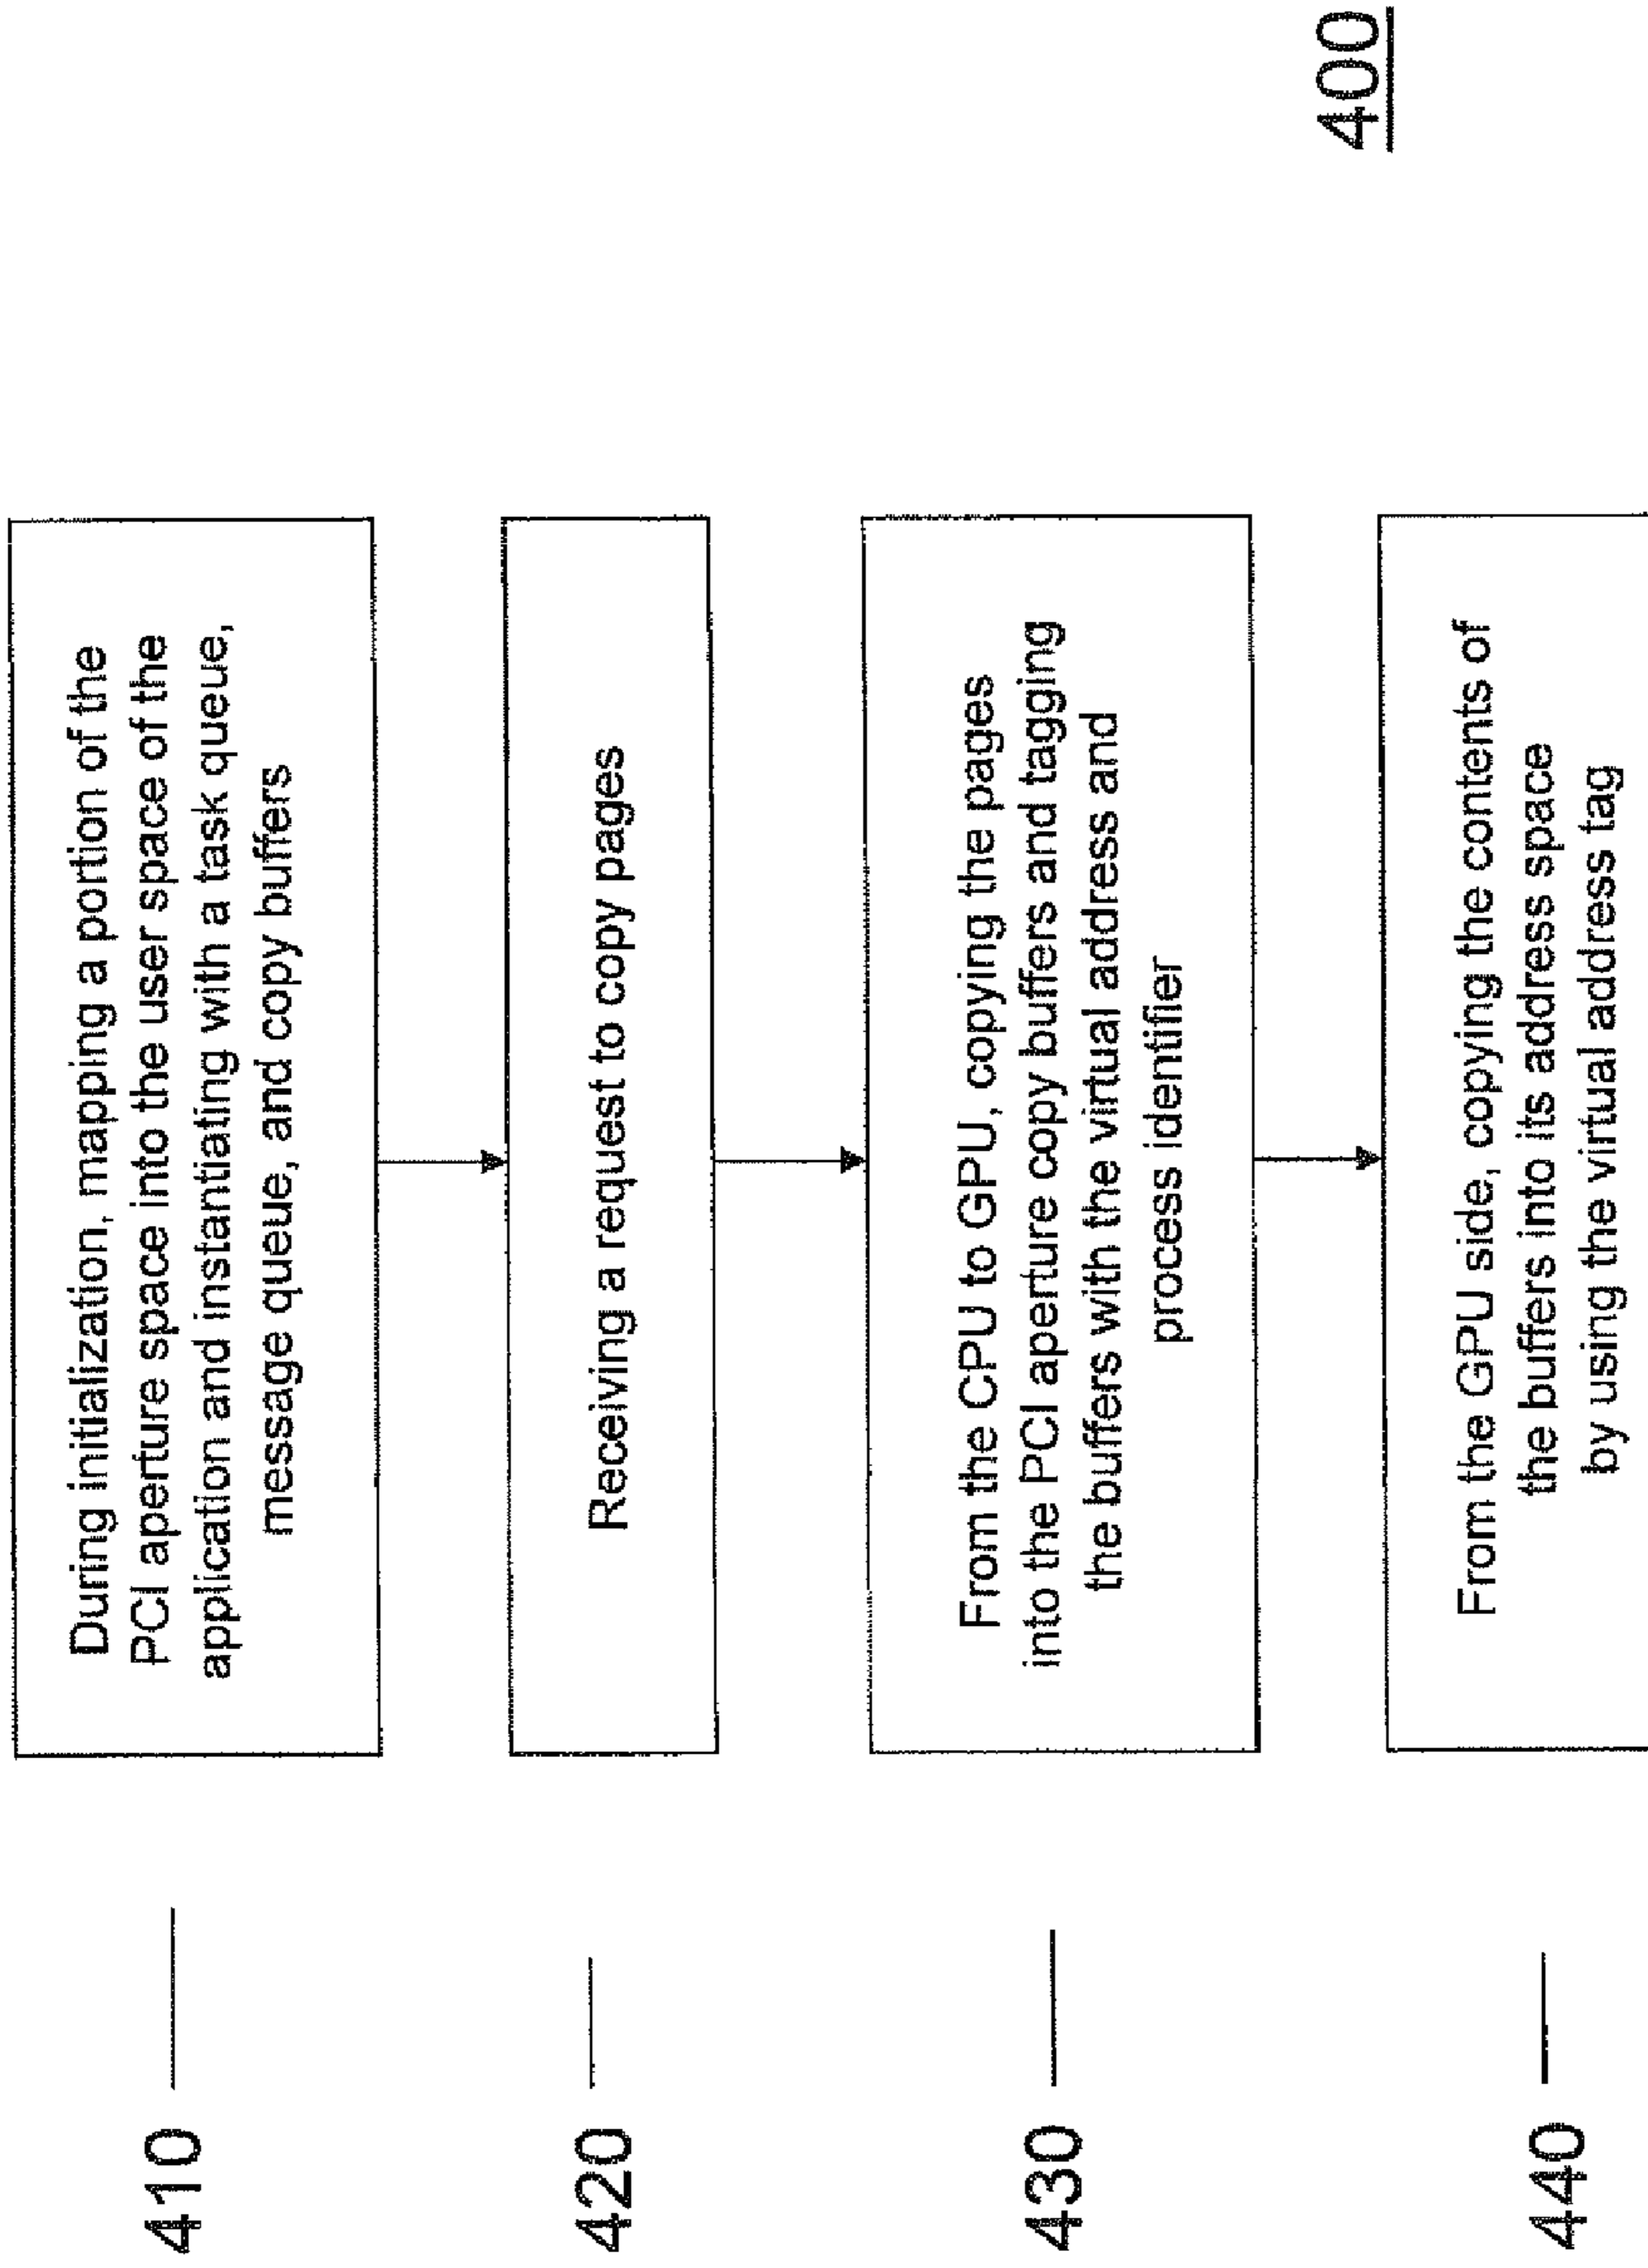 410
During initialization, mapping a portion of the
PCI aperture space into the user space of the
application and instantiating with a task queue,
message queue, and copy buffers
420
Receiving a request to copy pages
430
From the CPU to GPU, copying the pages
into the PCI aperture copy buffers and tagging
the buffers with the virtual address and
process identifier
440
From the GPU side, copying the contents of
the buffers into its address space
by using the virtual address tag
400